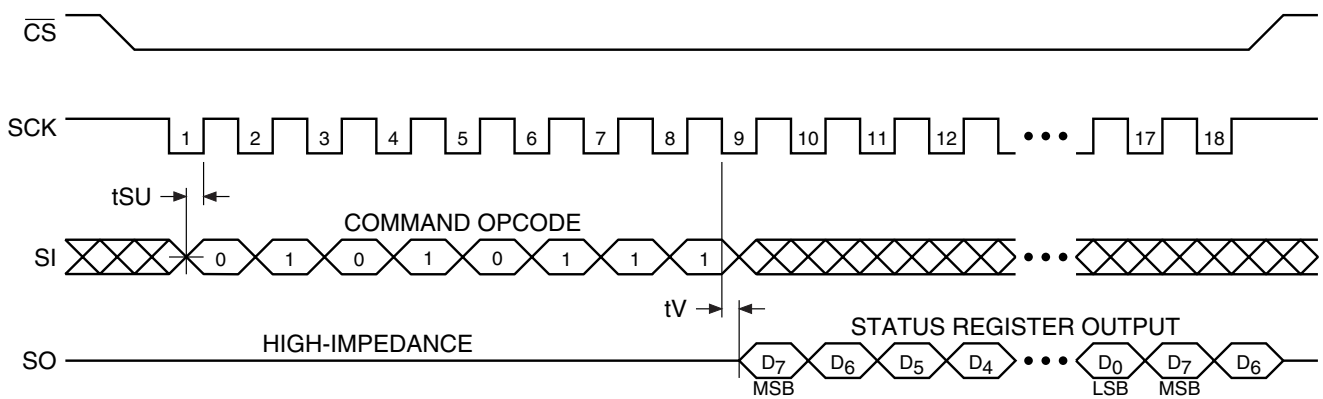 CS
SCK 1 2 3 4 5 6 7 8 9 10 11 12 17 18
tSU
COMMAND OPCODE
SI 0 1 0 1 0 1 1 1
tV
STATUS REGISTER OUTPUT
HIGH-IMPEDANCE
SO D7 D6 D5 D4 D0 D7 D6
MSB LSB MSB